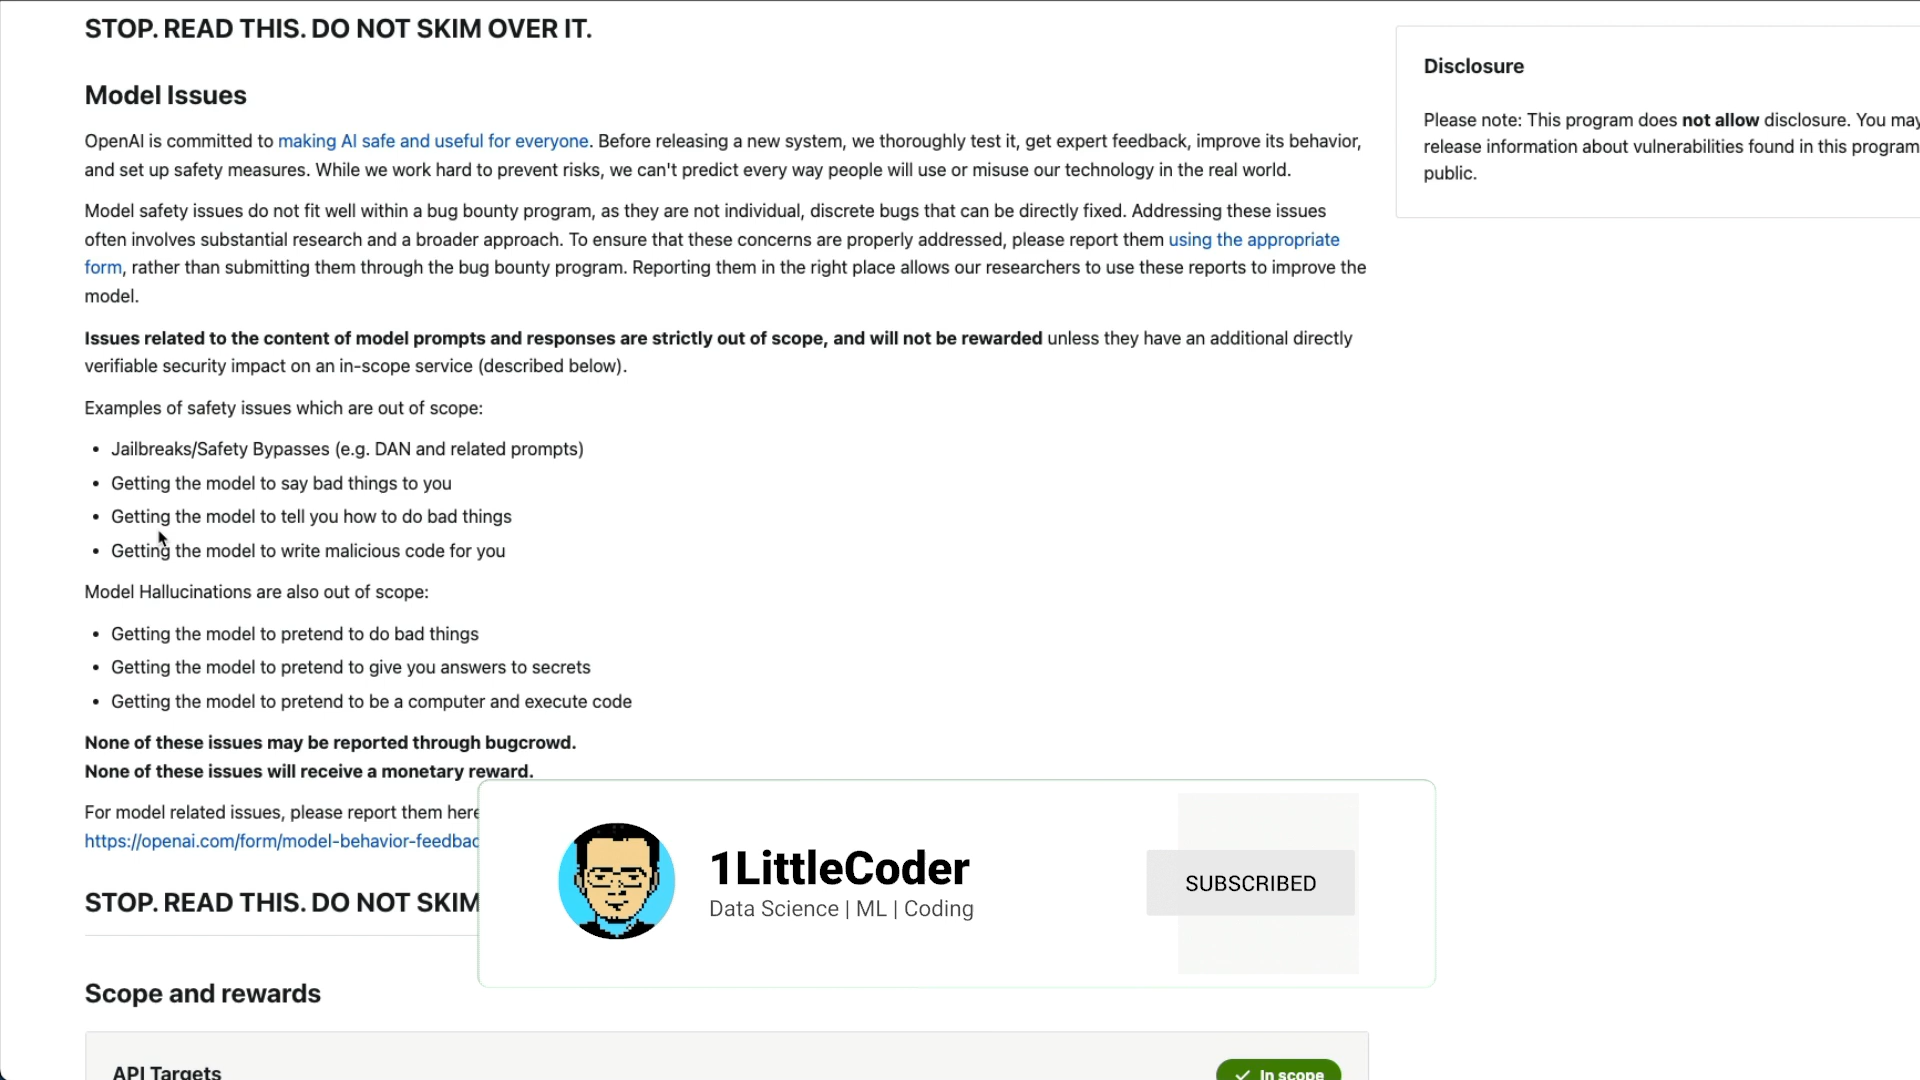 STOP. READ THIS. DO NOT SKIM OVER IT.
Model Issues
OpenAI is committed to making AI safe and useful for everyone. Before releasing a new system, we thoroughly test it, get expert feedback, improve its behavior,
and set up safety measures. While we work hard to prevent risks, we can't predict every way people will use or misuse our technology in the real world.
Model safety issues do not fit well within a bug bounty program, as they are not individual, discrete bugs that can be directly fixed. Addressing these issues
often involves substantial research and a broader approach. To ensure that these concerns are properly addressed, please report them using the appropriate
form, rather than submitting them through the bug bounty program. Reporting them in the right place allows our researchers to use these reports to improve the
model.
Issues related to the content of model prompts and responses are strictly out of scope, and will not be rewarded unless they have an additional directly
verifiable security impact on an in-scope service (described below).
Examples of safety issues which are out of scope:
• Jailbreaks/Safety Bypasses (e.g. DAN and related prompts)
• Getting the model to say bad things to you
• Getting the model to tell you how to do bad things
• Getting the model to write malicious code for you
Model Hallucinations are also out of scope:
• Getting the model to pretend to do bad things
• Getting the model to pretend to give you answers to secrets
• Getting the model to pretend to be a computer and execute code
None of these issues may be reported through bugcrowd.
None of these issues will receive a monetary reward.
For model related issues, please report them here
https://openai.com/form/model-behavior-feedbac
STOP. READ THIS. DO NOT SKIM
Scope and rewards
API Targets
In scope
Disclosure
Please note: This program does not allow disclosure. You may
release information about vulnerabilities found in this program
public.
1LittleCoder
Data Science | ML | Coding
SUBSCRIBED